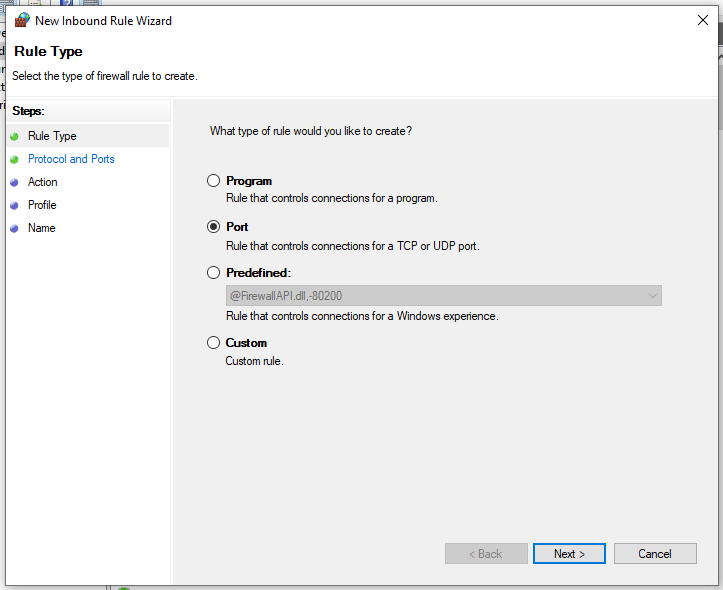 New Inbound Rule Wizard
Rule Type
Select the type of firewall rule to create.
Steps:
Rule Type
Protocol and Ports
Action
Profile
Name
What type of rule would you like to create?
Program
Rule that controls connections for a program.
Port
Rule that controls connections for a TCP or UDP port.
Predefined:
@FirewallAPI.dll,-80200
Rule that controls connections for a Windows experience.
Custom
Custom rule.
< Back
Next >
Cancel